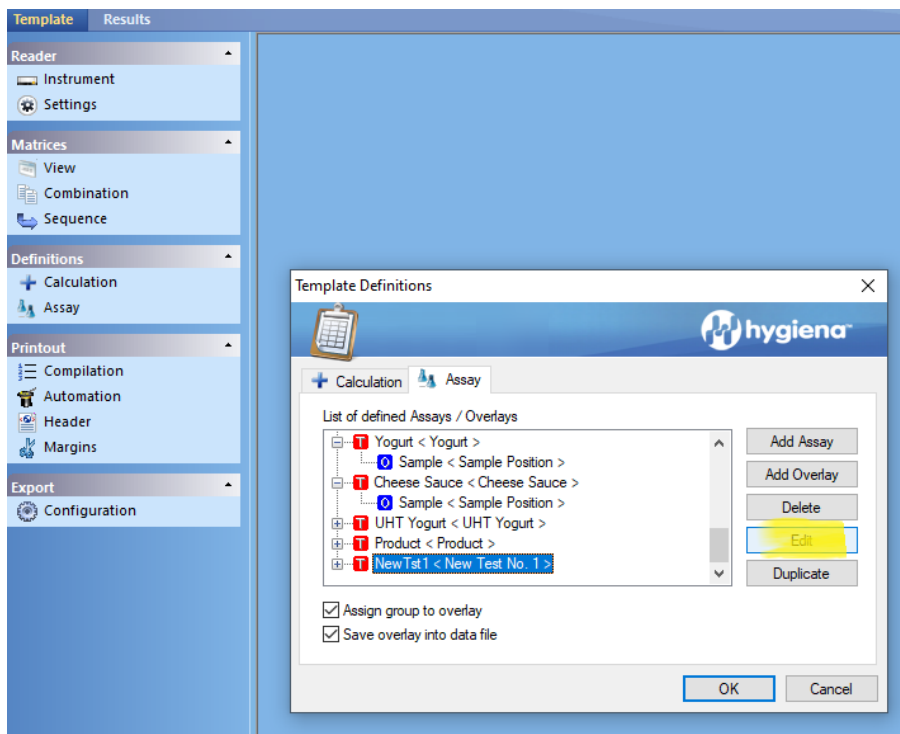 Template Results
Reader
Instrument
Settings
Matrices
View
Combination
Sequence
Definitions
Calculation
Assay
Printout
Compilation
Automation
Header
Margins
Export
Configuration
Template Definitions
hygiena™
Calculation Assay
List of defined Assays / Overlays
T Yogurt < Yogurt >
O Sample < Sample Position >
T Cheese Sauce < Cheese Sauce >
O Sample < Sample Position >
T UHT Yogurt < UHT Yogurt >
T Product < Product >
T NewTst1 < New Test No. 1 >
Add Assay
Add Overlay
Delete
Edit
Duplicate
Assign group to overlay
Save overlay into data file
OK Cancel